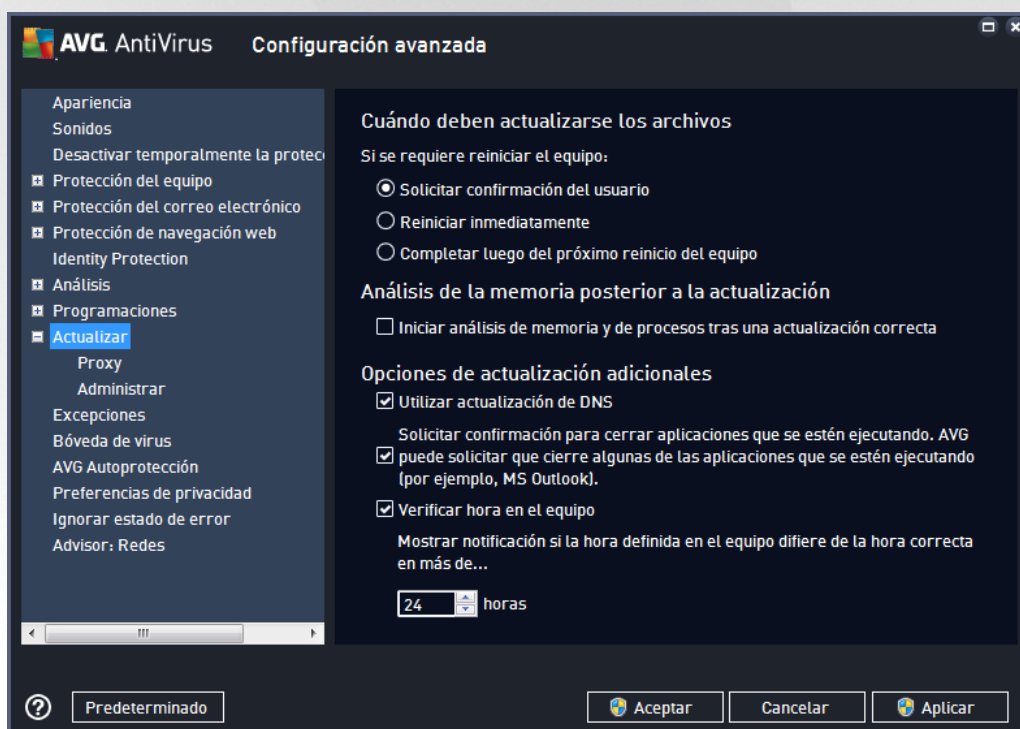 AVG AntiVirus Configuración avanzada
Apariencia
Sonidos
Desactivar temporalmente la protec
Protección del equipo
Protección del correo electrónico
Protección de navegación web
Identity Protection
Análisis
Programaciones
Actualizar
Proxy
Administrar
Excepciones
Bóveda de virus
AVG Autoprotección
Preferencias de privacidad
Ignorar estado de error
Advisor: Redes
Cuándo deben actualizarse los archivos
Si se requiere reiniciar el equipo:
Solicitar confirmación del usuario
Reiniciar inmediatamente
Completar luego del próximo reinicio del equipo
Análisis de la memoria posterior a la actualización
Iniciar análisis de memoria y de procesos tras una actualización correcta
Opciones de actualización adicionales
Utilizar actualización de DNS
Solicitar confirmación para cerrar aplicaciones que se estén ejecutando. AVG
puede solicitar que cierre algunas de las aplicaciones que se estén ejecutando
(por ejemplo, MS Outlook).
Verificar hora en el equipo
Mostrar notificación si la hora definida en el equipo difiere de la hora correcta
en más de...
24 horas
? Predeterminado Aceptar Cancelar Aplicar